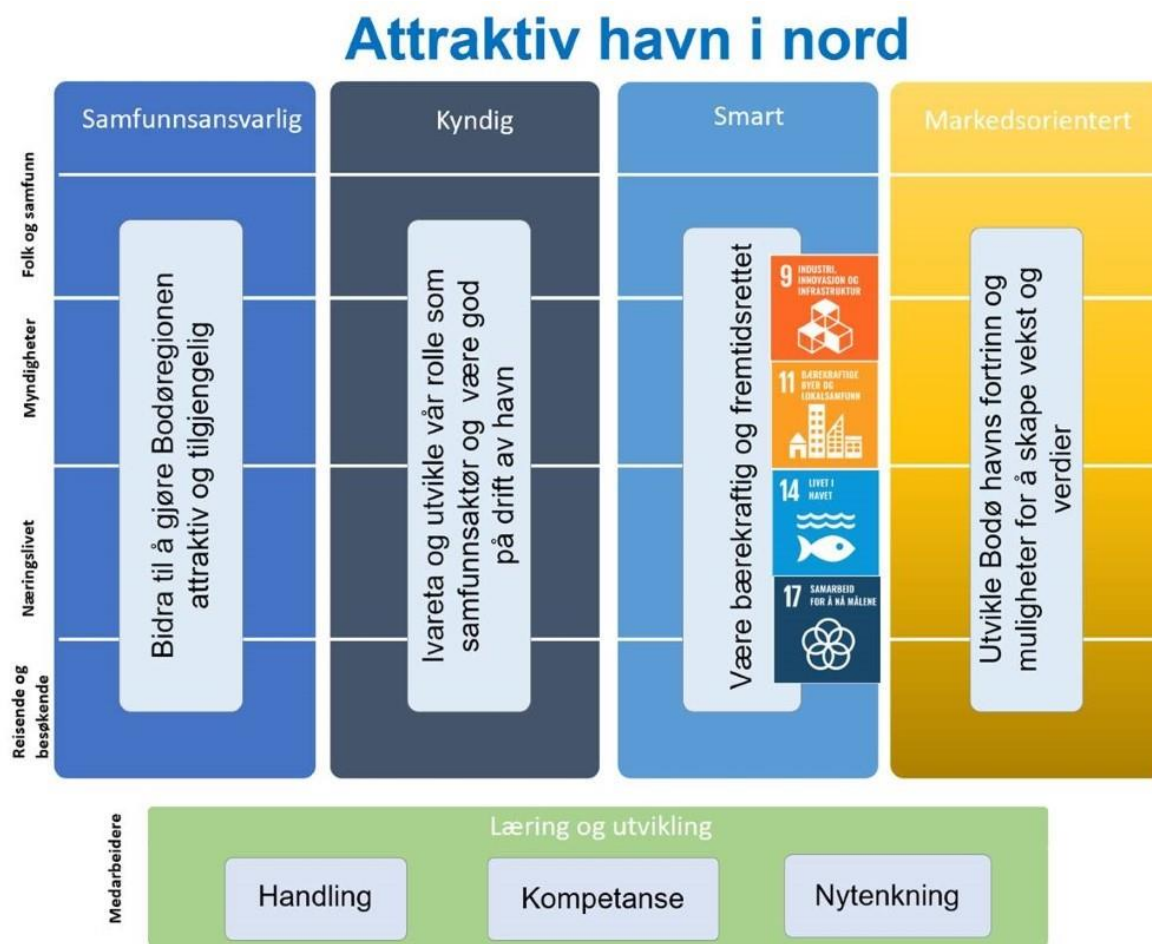 Attraktiv havn i nord
Samfunnsansvarlig
Kyndig
Smart
Markedsorientert
Folk og samfunn
Myndigheter
Næringslivet
Reisende og
besøkende
Bidra til å gjøre Bodøregionen
attraktiv og tilgjengelig
Ivareta og utvikle vår rolle som
samfunnsaktør og være god
på drift av havn
Være bærekraftig og fremtidsrettet
9 INDUSTRI,
INNOVASJON OG
INFRASTRUKTUR
11 BÆREKRAFTIGE
BYER OG
LOKALSAMFUNN
14 LIVET I
HAVET
17 SAMARBEID
FOR Å NÅ MÅLENE
Utvikle Bodø havns fortrinn og
muligheter for å skape vekst og
verdier
Medarbeidere
Læring og utvikling
Handling
Kompetanse
Nytenkning